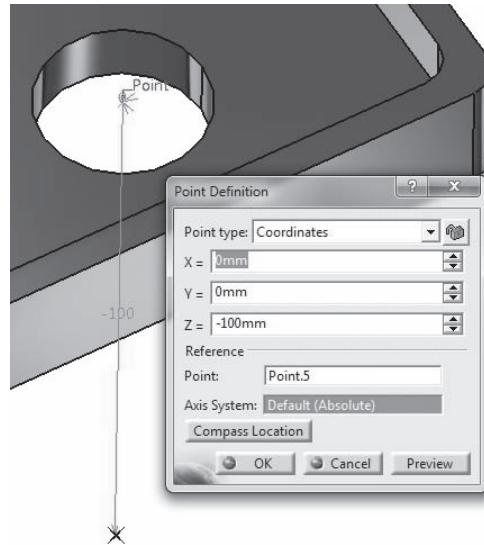 Point
Point Definition
Point type: Coordinates
X = 0mm
Y = 0mm
-100
Z = -100mm
Reference
Point: Point.5
Axis System: Default (Absolute)
Compass Location
OK Cancel Preview